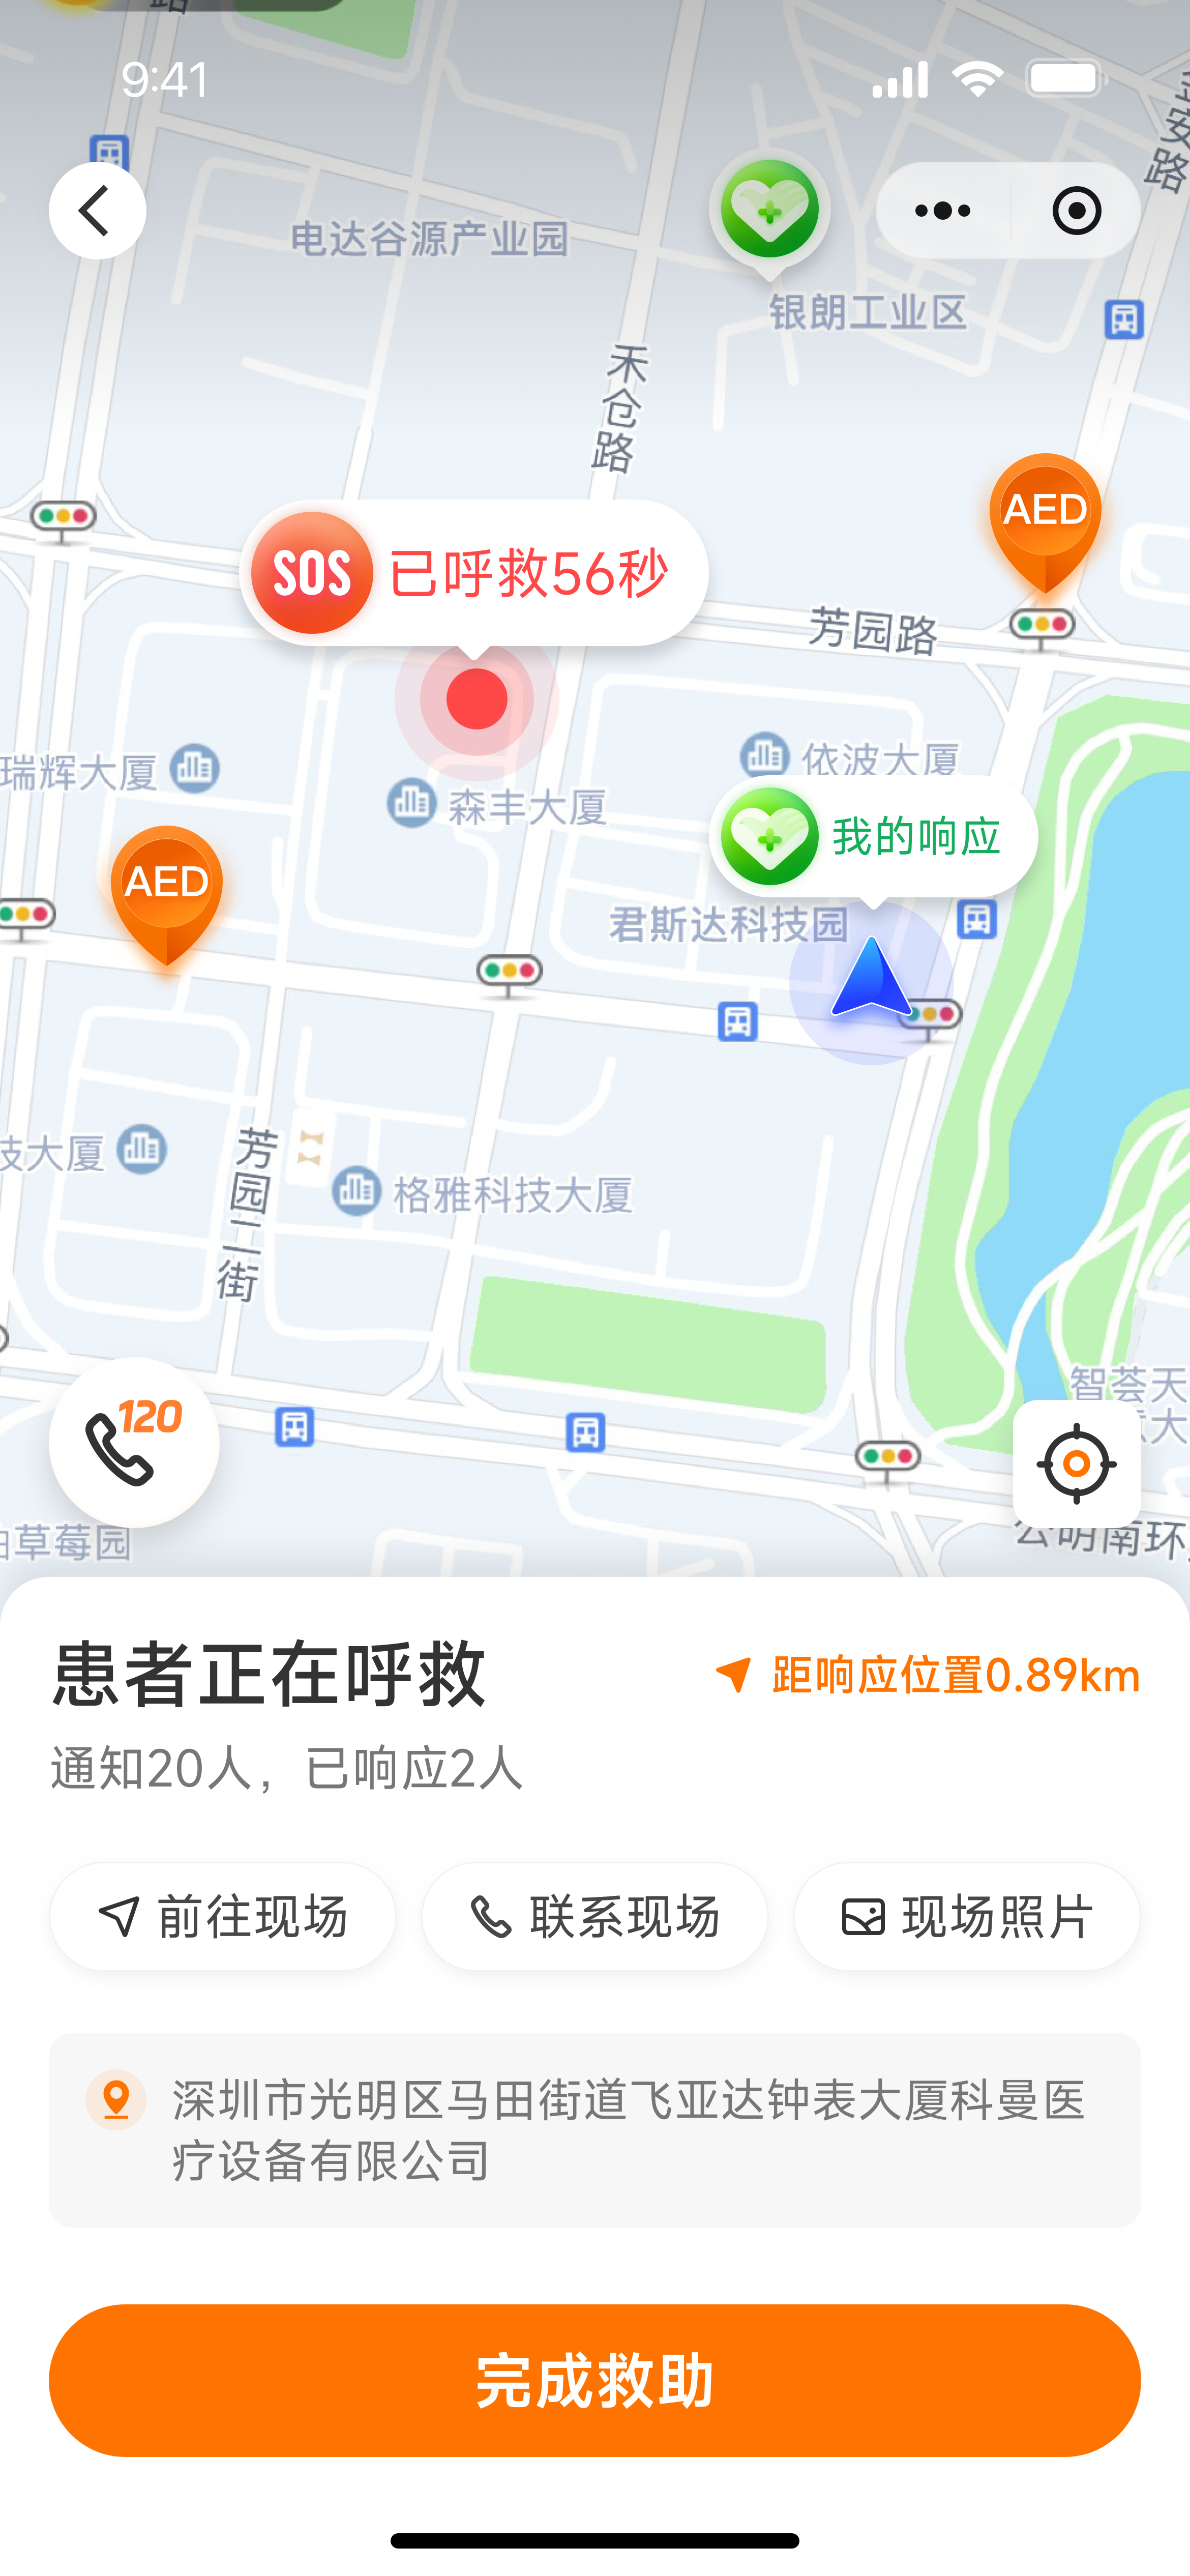 9:41
电达谷源产业园
银朗工业区
禾仓路
安路
AED
SOS 已呼救56秒
芳园路
瑞辉大厦
依波大厦
森丰大厦
我的响应
AED
君斯达科技园
技大厦
芳园二街
格雅科技大厦
智荟天
大
120
草莓园
公明南环
患者正在呼救
距响应位置0.89km
通知20人，已响应2人
前往现场
联系现场
现场照片
深圳市光明区马田街道飞亚达钟表大厦科曼医
疗设备有限公司
完成救助